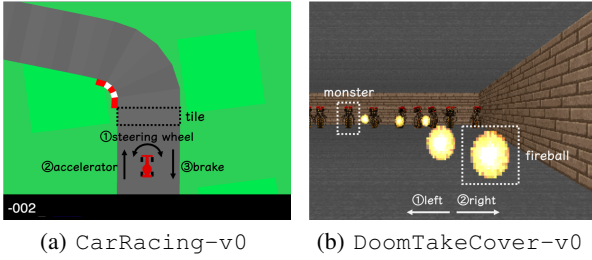 tile
①steering wheel
②accelerator
③brake
-002
monster
fireball
①left ②right
(a) CarRacing-v0
(b) DoomTakeCover-v0